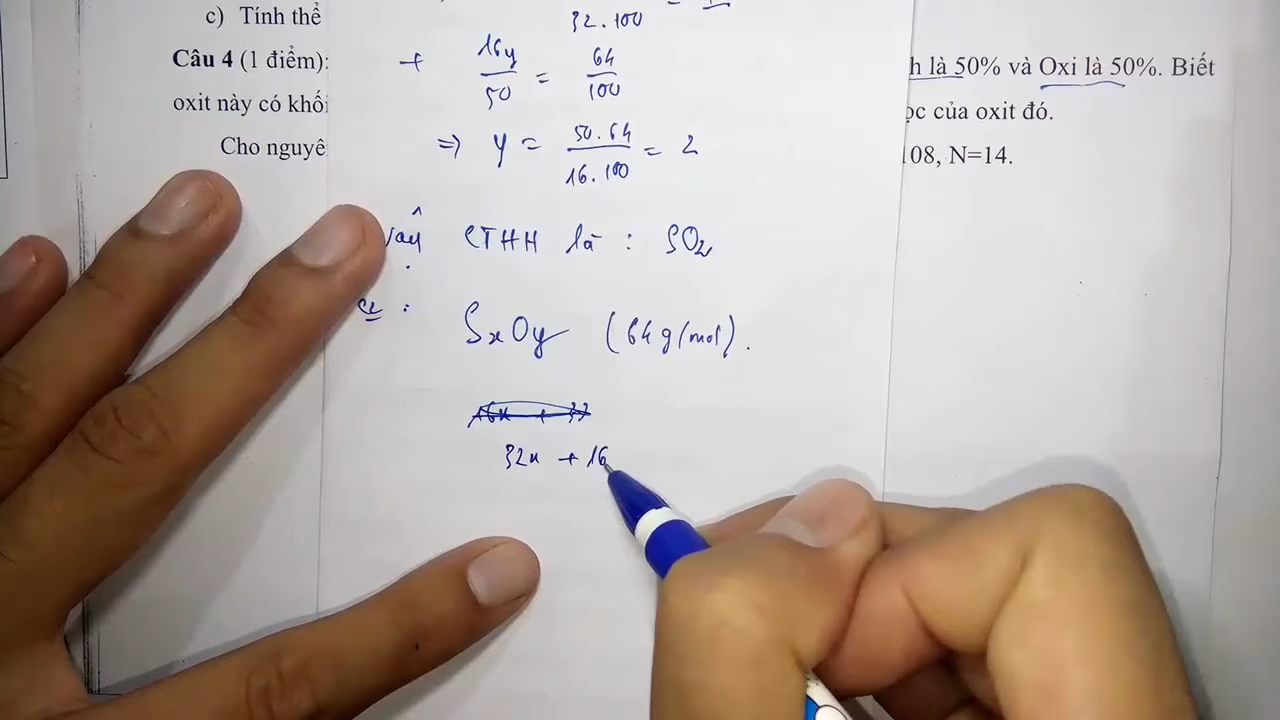 c) Tính thể
32.100
Câu 4 (1 điểm):
h là 50% và Oxi là 50%. Biết
+ 16y/50 = 64/100
oxit này có khối
ọc của oxit đó.
=> y = 50.64/16.100 = 2
Cho nguyê
108, N=14.
Vậy CTHH là : SO2
C2 :
SxOy (64g/mol).
32x + 16